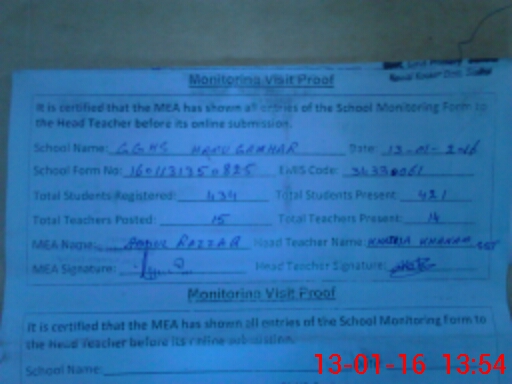 Monitoring Visit Proof
It is certified that the MEA has shown all entries of the School Monitoring Form to
the Head Teacher before its online submission.
School Name: G.G.H.S GAKHAR Date: 13-01-2016
School Form No: EMIS Code:
Total Students Registered: 434 Total Students Present: 421
Total Teachers Posted: 15 Total Teachers Present: 14
MEA Name: ABDUL RAZZAQ Head Teacher Name: KHANAM
MEA Signature: Head Teacher Signature:
Monitoring Visit Proof
It is certified that the MEA has shown all entries of the School Monitoring Form to
the Head Teacher before its online submission.
School Name:
13-01-16 13:54